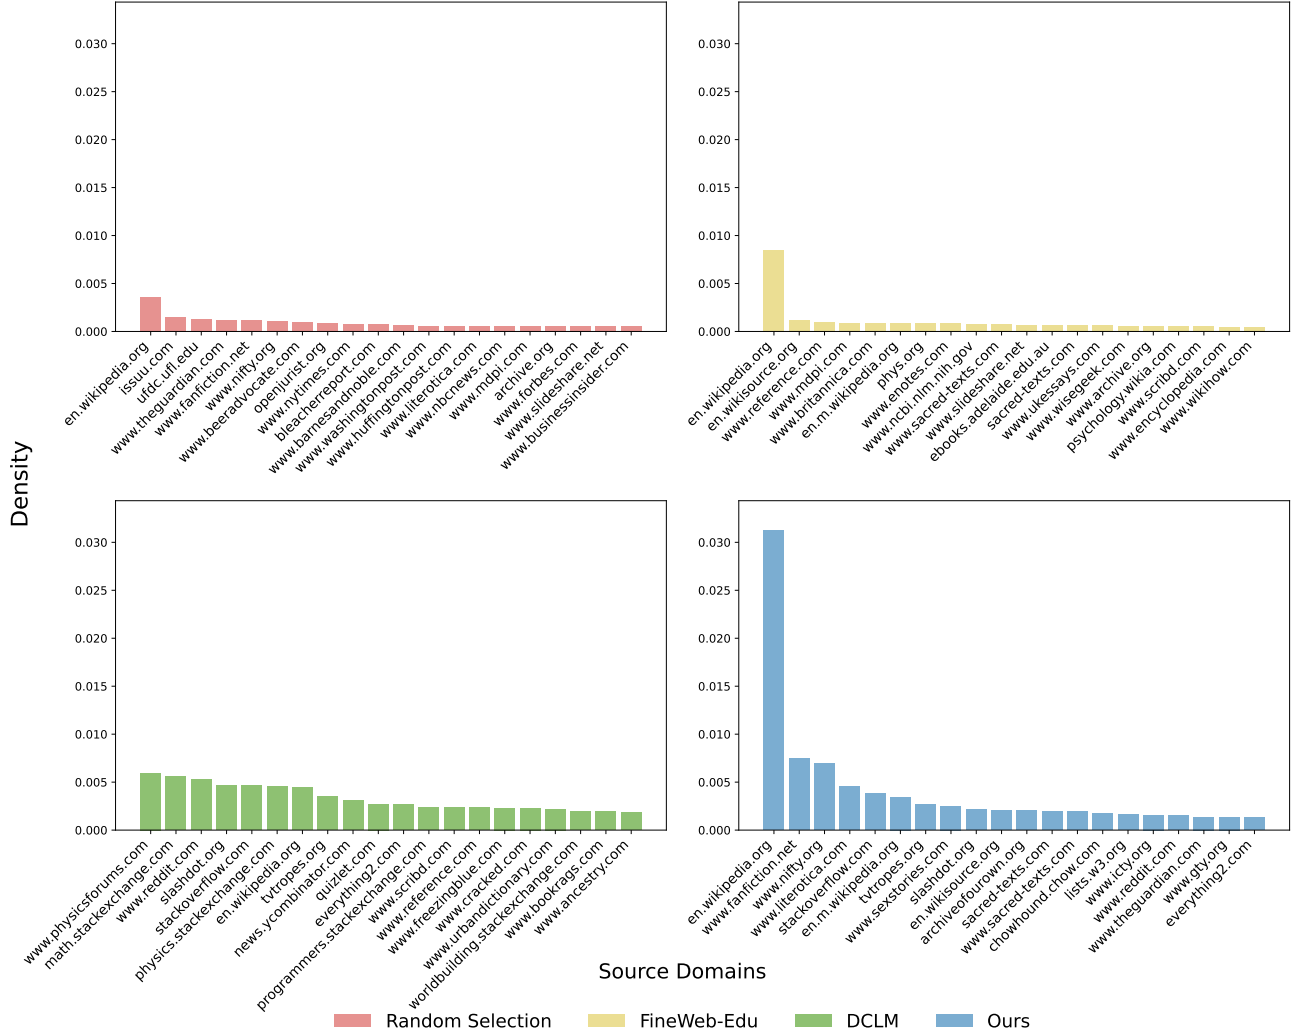 0.030
0.025
0.020
0.015
0.010
0.005
0.000
en.wikipedia.org
issuu.com
ufdc.ufl.edu
www.theguardian.com
www.fanfiction.net
www.nifty.org
www.beeradvocate.com
openjurist.org
www.nytimes.com
bleacherreport.com
www.barnesandnoble.com
www.washingtonpost.com
www.huffingtonpost.com
www.literotica.com
www.nbcnews.com
www.mdpi.com
archive.org
www.forbes.com
www.slideshare.net
www.businessinsider.com
0.030
0.025
0.020
0.015
0.010
0.005
0.000
en.wikipedia.org
en.wikisource.org
www.reference.com
www.mdpi.com
www.britannica.com
en.m.wikipedia.org
phys.org
www.enotes.com
www.ncbi.nlm.nih.gov
www.sacred-texts.com
www.slideshare.net
ebooks.adelaide.edu.au
sacred-texts.com
www.ukessays.com
www.wisegeek.com
www.archive.org
psychology.wikia.com
www.scribd.com
www.encyclopedia.com
www.wikihow.com
Density
0.030
0.025
0.020
0.015
0.010
0.005
0.000
www.physicsforums.com
math.stackexchange.com
www.reddit.com
slashdot.org
stackoverflow.com
physics.stackexchange.com
en.wikipedia.org
tvtropes.org
news.ycombinator.com
quizlet.com
everything2.com
programmers.stackexchange.com
www.scribd.com
www.reference.com
www.freezingblue.com
www.cracked.com
www.urbandictionary.com
worldbuilding.stackexchange.com
www.bookrags.com
www.ancestry.com
0.030
0.025
0.020
0.015
0.010
0.005
0.000
en.wikipedia.org
www.fanfiction.net
www.nifty.org
www.literotica.com
stackoverflow.com
en.m.wikipedia.org
tvtropes.org
www.sexstories.com
slashdot.org
en.wikisource.org
archiveofourown.org
sacred-texts.com
www.sacred-texts.com
chowhound.chow.com
lists.w3.org
www.icty.org
www.reddit.com
www.theguardian.com
www.gty.org
everything2.com
Source Domains
Random Selection
FineWeb-Edu
DCLM
Ours